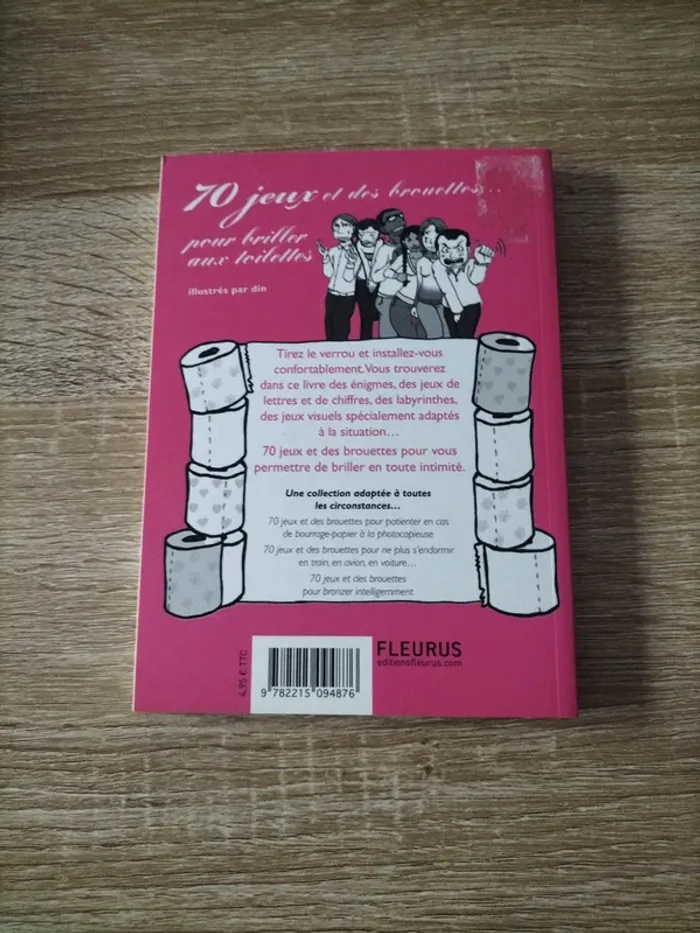 70 jeux et des brouettes...
pour briller
aux toilettes
illustrés par din
Tirez le verrou et installez-vous
confortablement. Vous trouverez
dans ce livre des énigmes, des jeux de
lettres et de chiffres, des labyrinthes,
des jeux visuels spécialement adaptés
à la situation...
70 jeux et des brouettes pour vous
permettre de briller en toute intimité.
Une collection adaptée à toutes
les circonstances...
70 jeux et des brouettes pour patienter en cas
de bourrage-papier à la photocopieuse
70 jeux et des brouettes pour ne plus s'endormir
en train, en avion, en voiture...
70 jeux et des brouettes
pour bronzer intelligemment
4,95 € TTC
9 782215 094876
FLEURUS
editionsfleurus.com